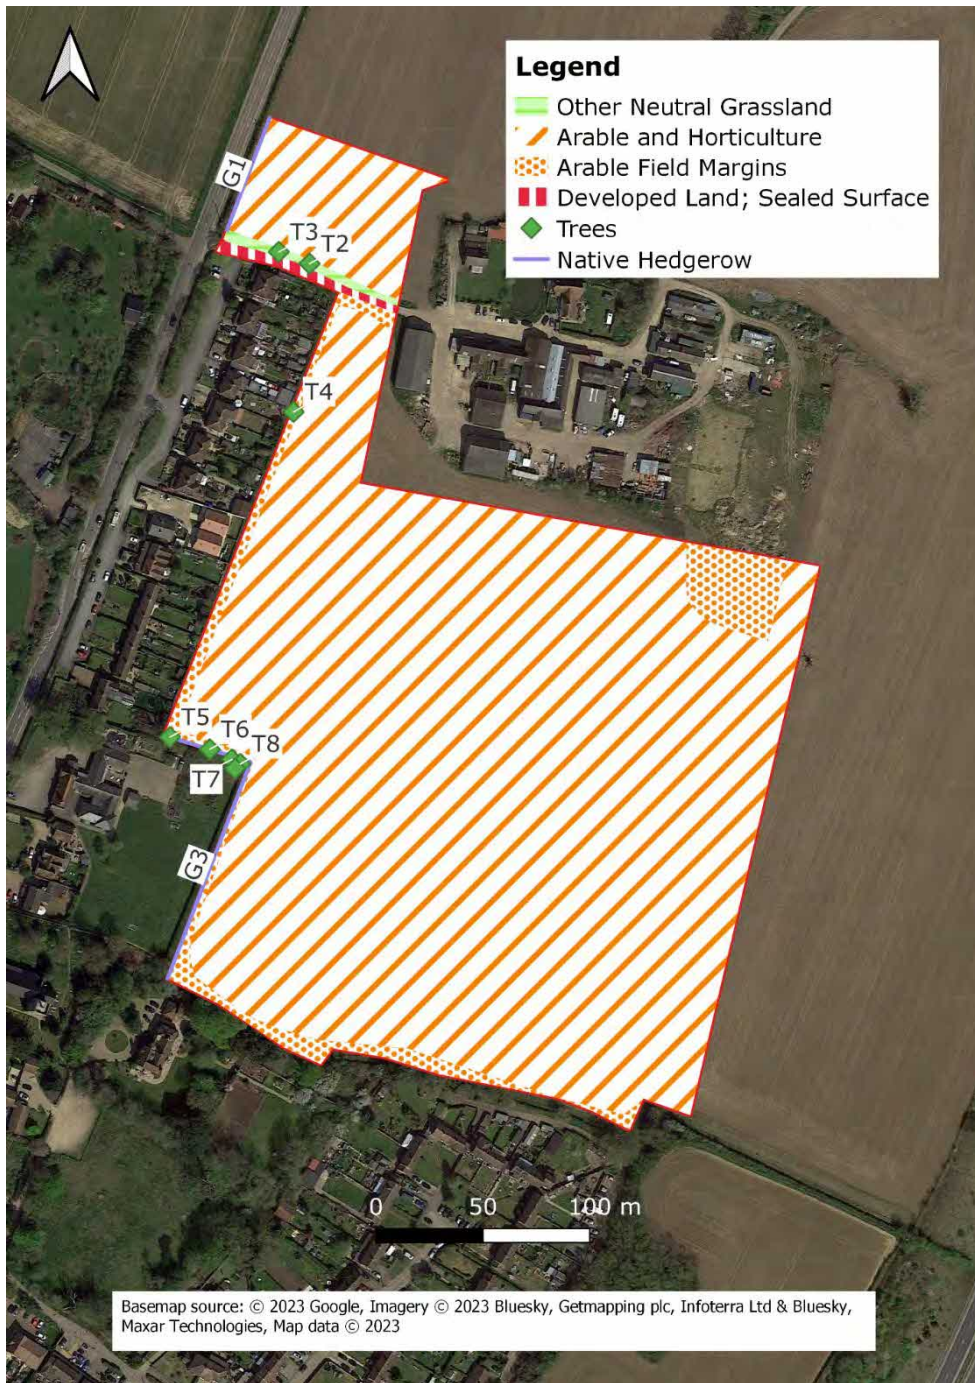 Legend
Other Neutral Grassland
Arable and Horticulture
Arable Field Margins
Developed Land; Sealed Surface
Trees
Native Hedgerow
G1
T3
T2
T4
T5
T6
T8
T7
G3
0 50 100 m
Basemap source: © 2023 Google, Imagery © 2023 Bluesky, Getmapping plc, Infoterra Ltd & Bluesky,
Maxar Technologies, Map data © 2023